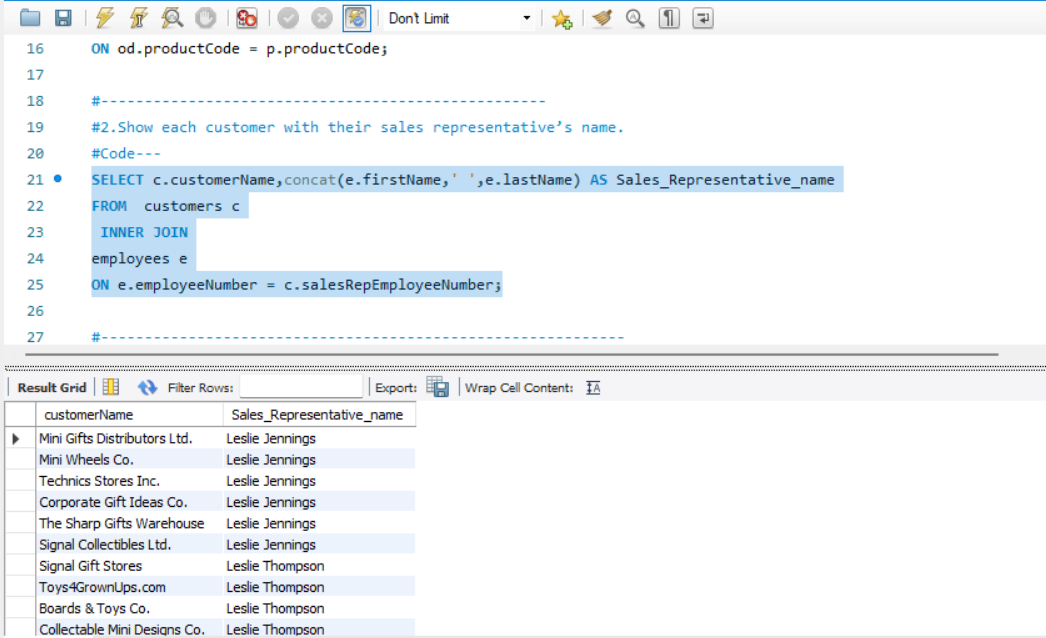 Don't Limit
16 ON od.productCode = p.productCode;
17
18 #---------------------------------------------------
19 #2.Show each customer with their sales representative’s name.
20 #Code---
21 SELECT c.customerName,concat(e.firstName,' ',e.lastName) AS Sales_Representative_name
22 FROM  customers c
23  INNER JOIN
24 employees e
25 ON e.employeeNumber = c.salesRepEmployeeNumber;
26
27 #------------------------------------------------------------
Result Grid Filter Rows: Export: Wrap Cell Content:
customerName Sales_Representative_name
Mini Gifts Distributors Ltd. Leslie Jennings
Mini Wheels Co. Leslie Jennings
Technics Stores Inc. Leslie Jennings
Corporate Gift Ideas Co. Leslie Jennings
The Sharp Gifts Warehouse Leslie Jennings
Signal Collectibles Ltd. Leslie Jennings
Signal Gift Stores Leslie Thompson
Toys4GrownUps.com Leslie Thompson
Boards & Toys Co. Leslie Thompson
Collectable Mini Designs Co. Leslie Thompson